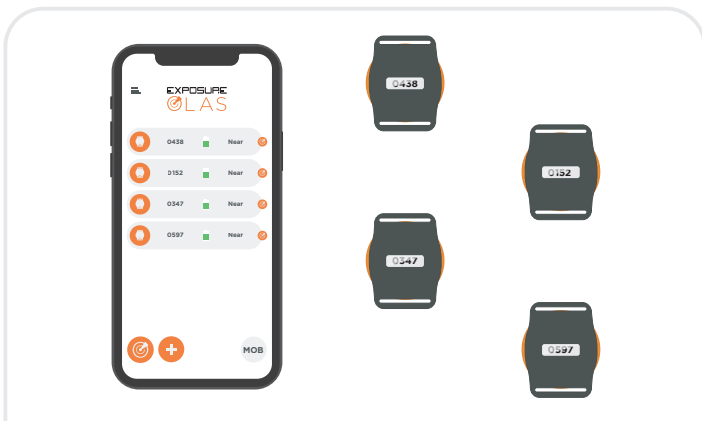 EXPOSURE
OLAS
0438 Near
0152 Near
0347 Near
0597 Near
MOB
0438
0152
0347
0597